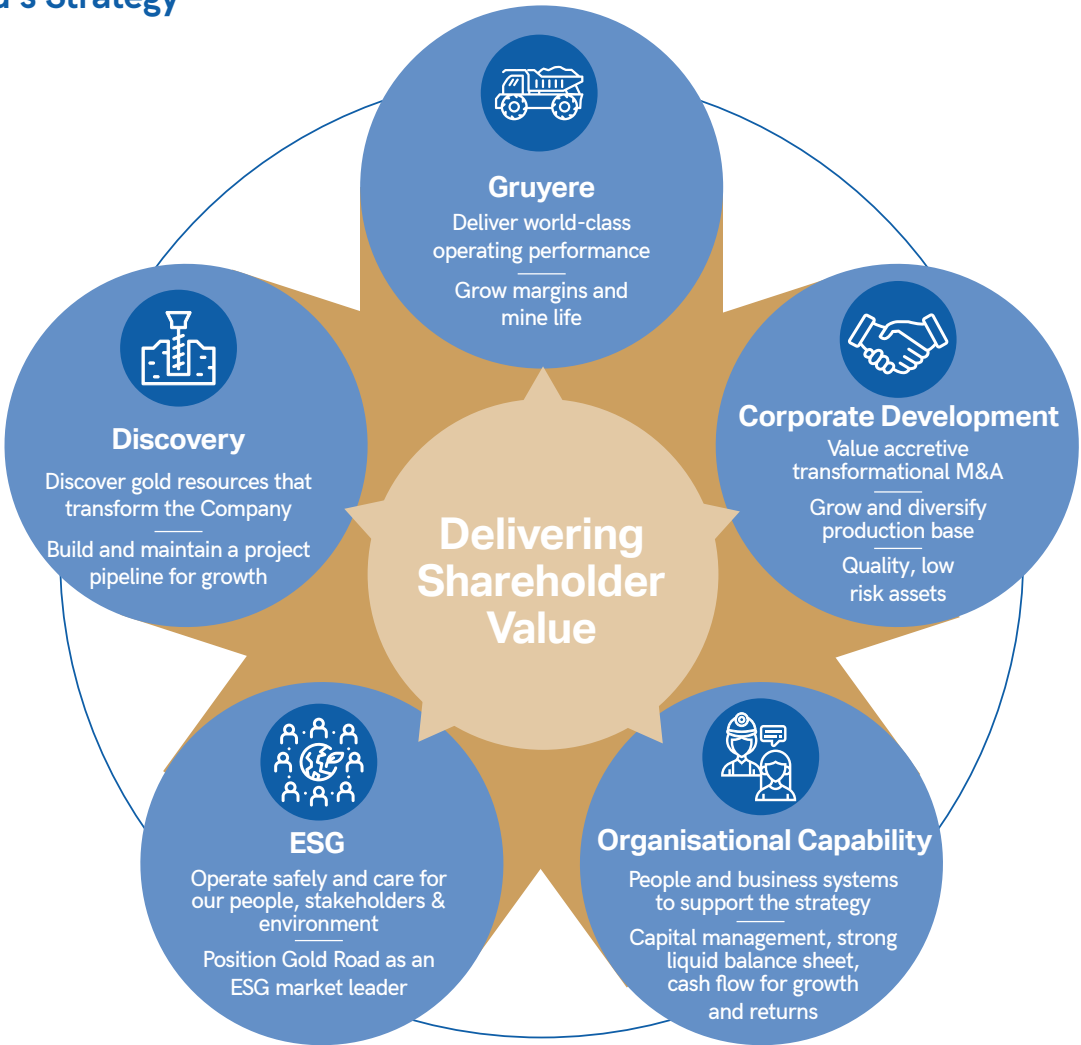 Strategy
Gruyere
Deliver world-class
operating performance
Grow margins and
mine life
Discovery
Discover gold resources that
transform the Company
Build and maintain a project
pipeline for growth
Corporate Development
Value accretive
transformational M&A
Grow and diversify
production base
Quality, low
risk assets
Delivering
Shareholder
Value
ESG
Operate safely and care for
our people, stakeholders &
environment
Position Gold Road as an
ESG market leader
Organisational Capability
People and business systems
to support the strategy
Capital management, strong
liquid balance sheet,
cash flow for growth
and returns